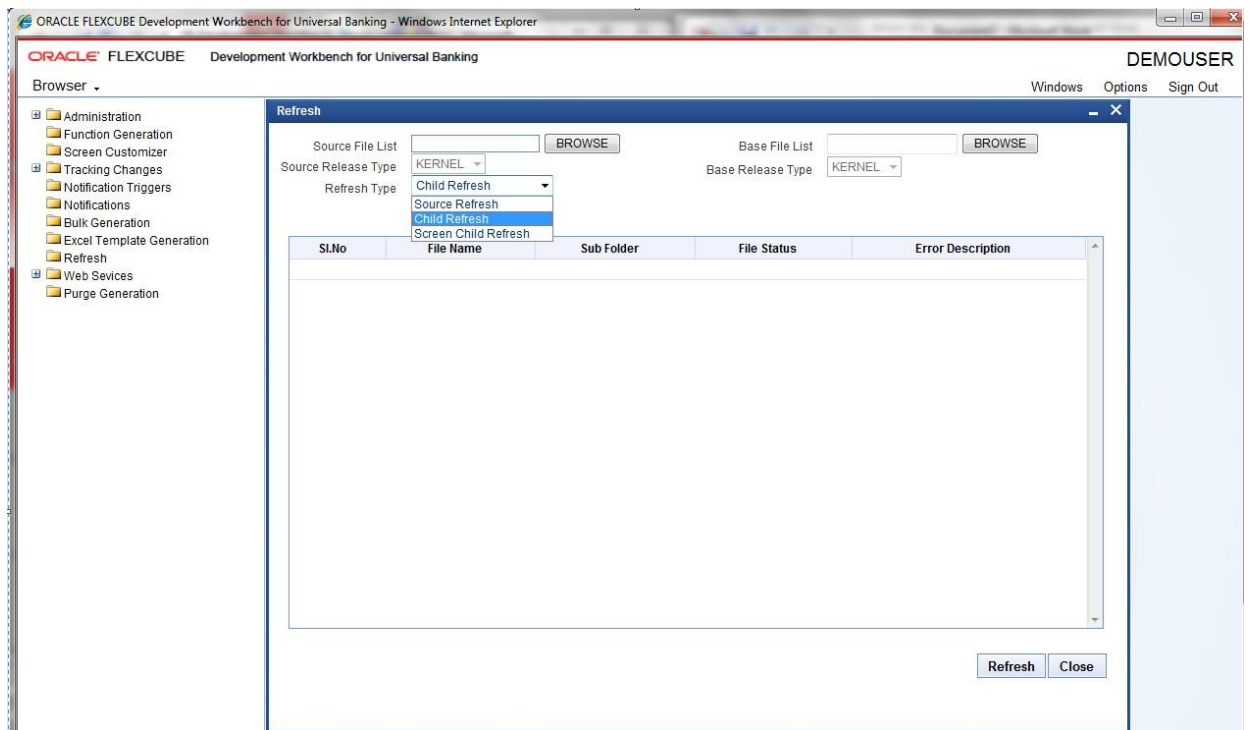 ORACLE FLEXCUBE Development Workbench for Universal Banking - Windows Internet Explorer
ORACLE FLEXCUBE Development Workbench for Universal Banking
DEMOUSER
Browser
Windows Options Sign Out
Administration
Function Generation
Screen Customizer
Tracking Changes
Notification Triggers
Notifications
Bulk Generation
Excel Template Generation
Refresh
Web Sevices
Purge Generation
Refresh
Source File List BROWSE Base File List BROWSE
Source Release Type KERNEL Base Release Type KERNEL
Refresh Type Child Refresh
Source Refresh
Child Refresh
Screen Child Refresh
Sl.No File Name Sub Folder File Status Error Description
Refresh Close